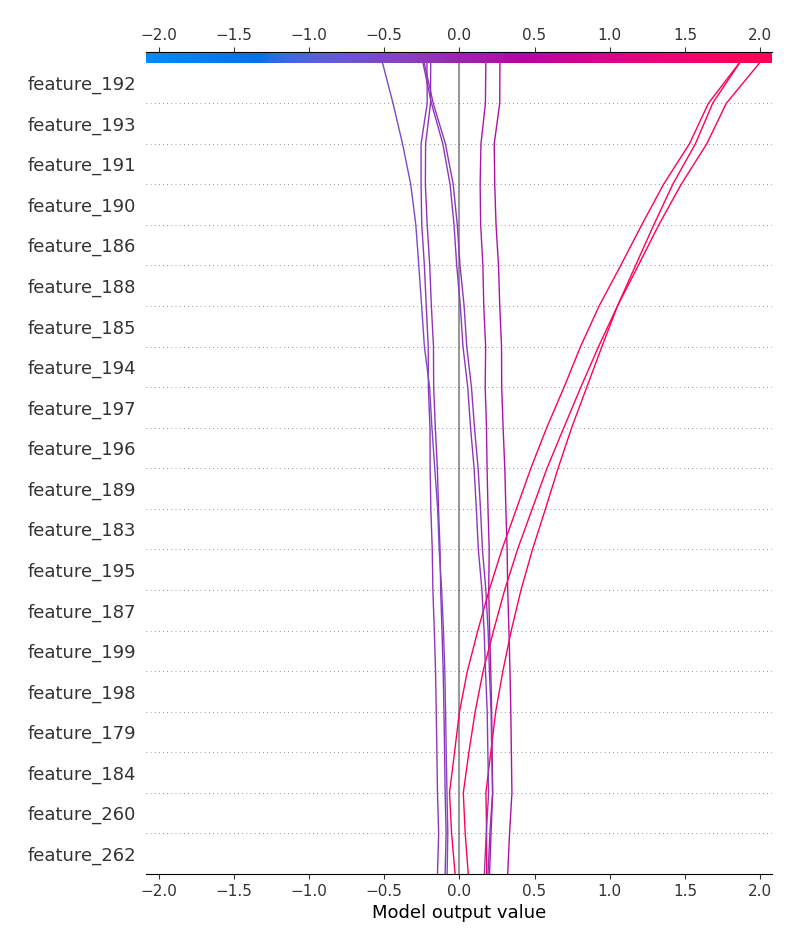 −2.0 −1.5 −1.0 −0.5 0.0 0.5 1.0 1.5 2.0
feature_192
feature_193
feature_191
feature_190
feature_186
feature_188
feature_185
feature_194
feature_197
feature_196
feature_189
feature_183
feature_195
feature_187
feature_199
feature_198
feature_179
feature_184
feature_260
feature_262
−2.0 −1.5 −1.0 −0.5 0.0 0.5 1.0 1.5 2.0
Model output value